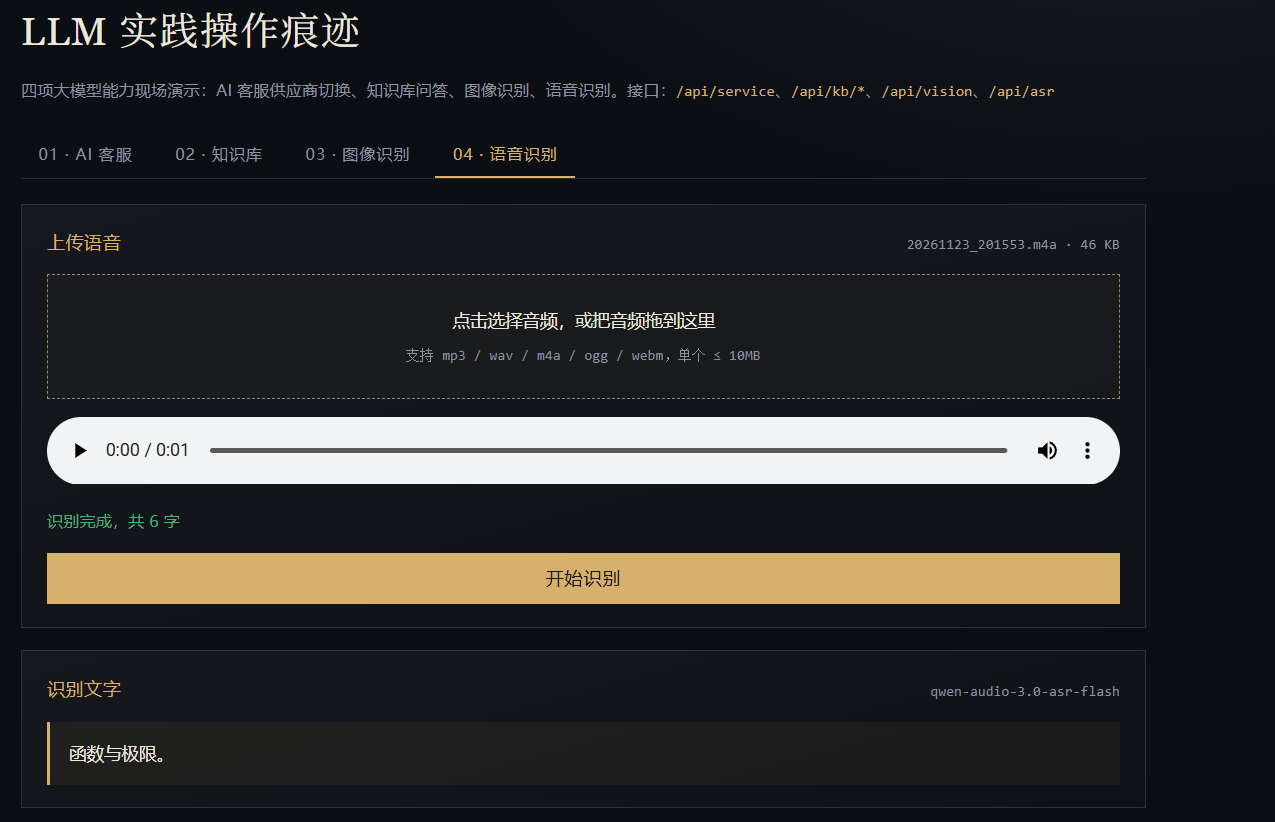 LLM 实践操作痕迹
四项大模型能力现场演示：AI 客服供应商切换、知识库问答、图像识别、语音识别。接口：/api/service、/api/kb/*、/api/vision、/api/asr
01 · AI 客服 02 · 知识库 03 · 图像识别 04 · 语音识别
上传语音 20261123_201553.m4a · 46 KB
点击选择音频，或把音频拖到这里
支持 mp3 / wav / m4a / ogg / webm，单个 ≤ 10MB
0:00 / 0:01
识别完成，共 6 字
开始识别
识别文字 qwen-audio-3.0-asr-flash
函数与极限。